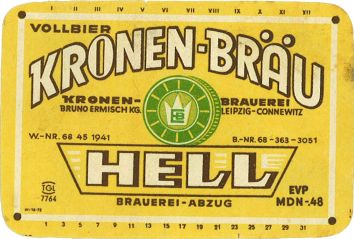 I II III IV V VI VII VIII IX X XI XII
VOLLBIER
KRONEN-BRÄU
KRONEN- BRAUEREI
BRUNO ERMISCH KG. LEIPZIG-CONNEWITZ
W.-NR. 68 45 1941 B.-NR. 68-363-3051
HELL
TGL
7764
BRAUEREI-ABZUG
EVP
MDN -.48
1 3 5 7 9 11 13 15 17 19 21 23 25 27 29 31